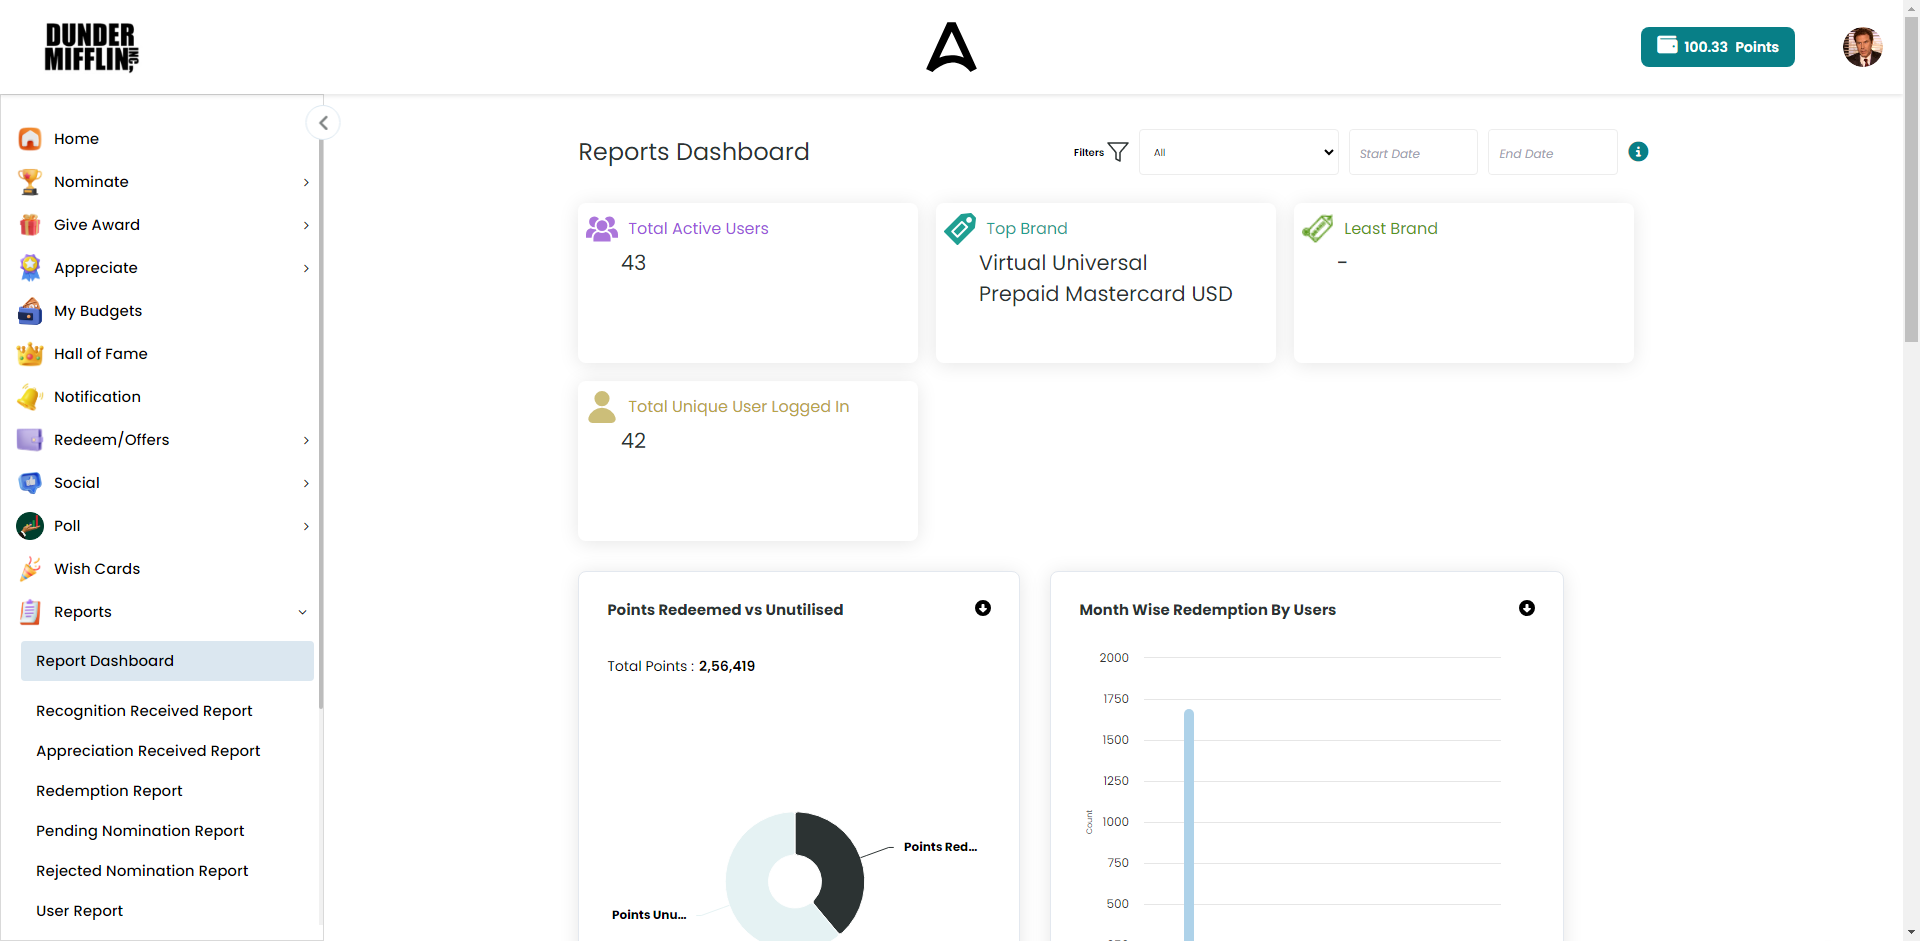 DUNDER
MIFFLIN, INC
100.33 Points
Home
Nominate
Give Award
Appreciate
My Budgets
Hall of Fame
Notification
Redeem/Offers
Social
Poll
Wish Cards
Reports
Report Dashboard
Recognition Received Report
Appreciation Received Report
Redemption Report
Pending Nomination Report
Rejected Nomination Report
User Report
Reports Dashboard
Filters
All
Start Date
End Date
Total Active Users
43
Top Brand
Virtual Universal
Prepaid Mastercard USD
Least Brand
-
Total Unique User Logged In
42
Points Redeemed vs Unutilised
Total Points : 2,56,419
Points Red...
Points Unu...
Month Wise Redemption By Users
2000
1750
1500
1250
1000
750
500
Count